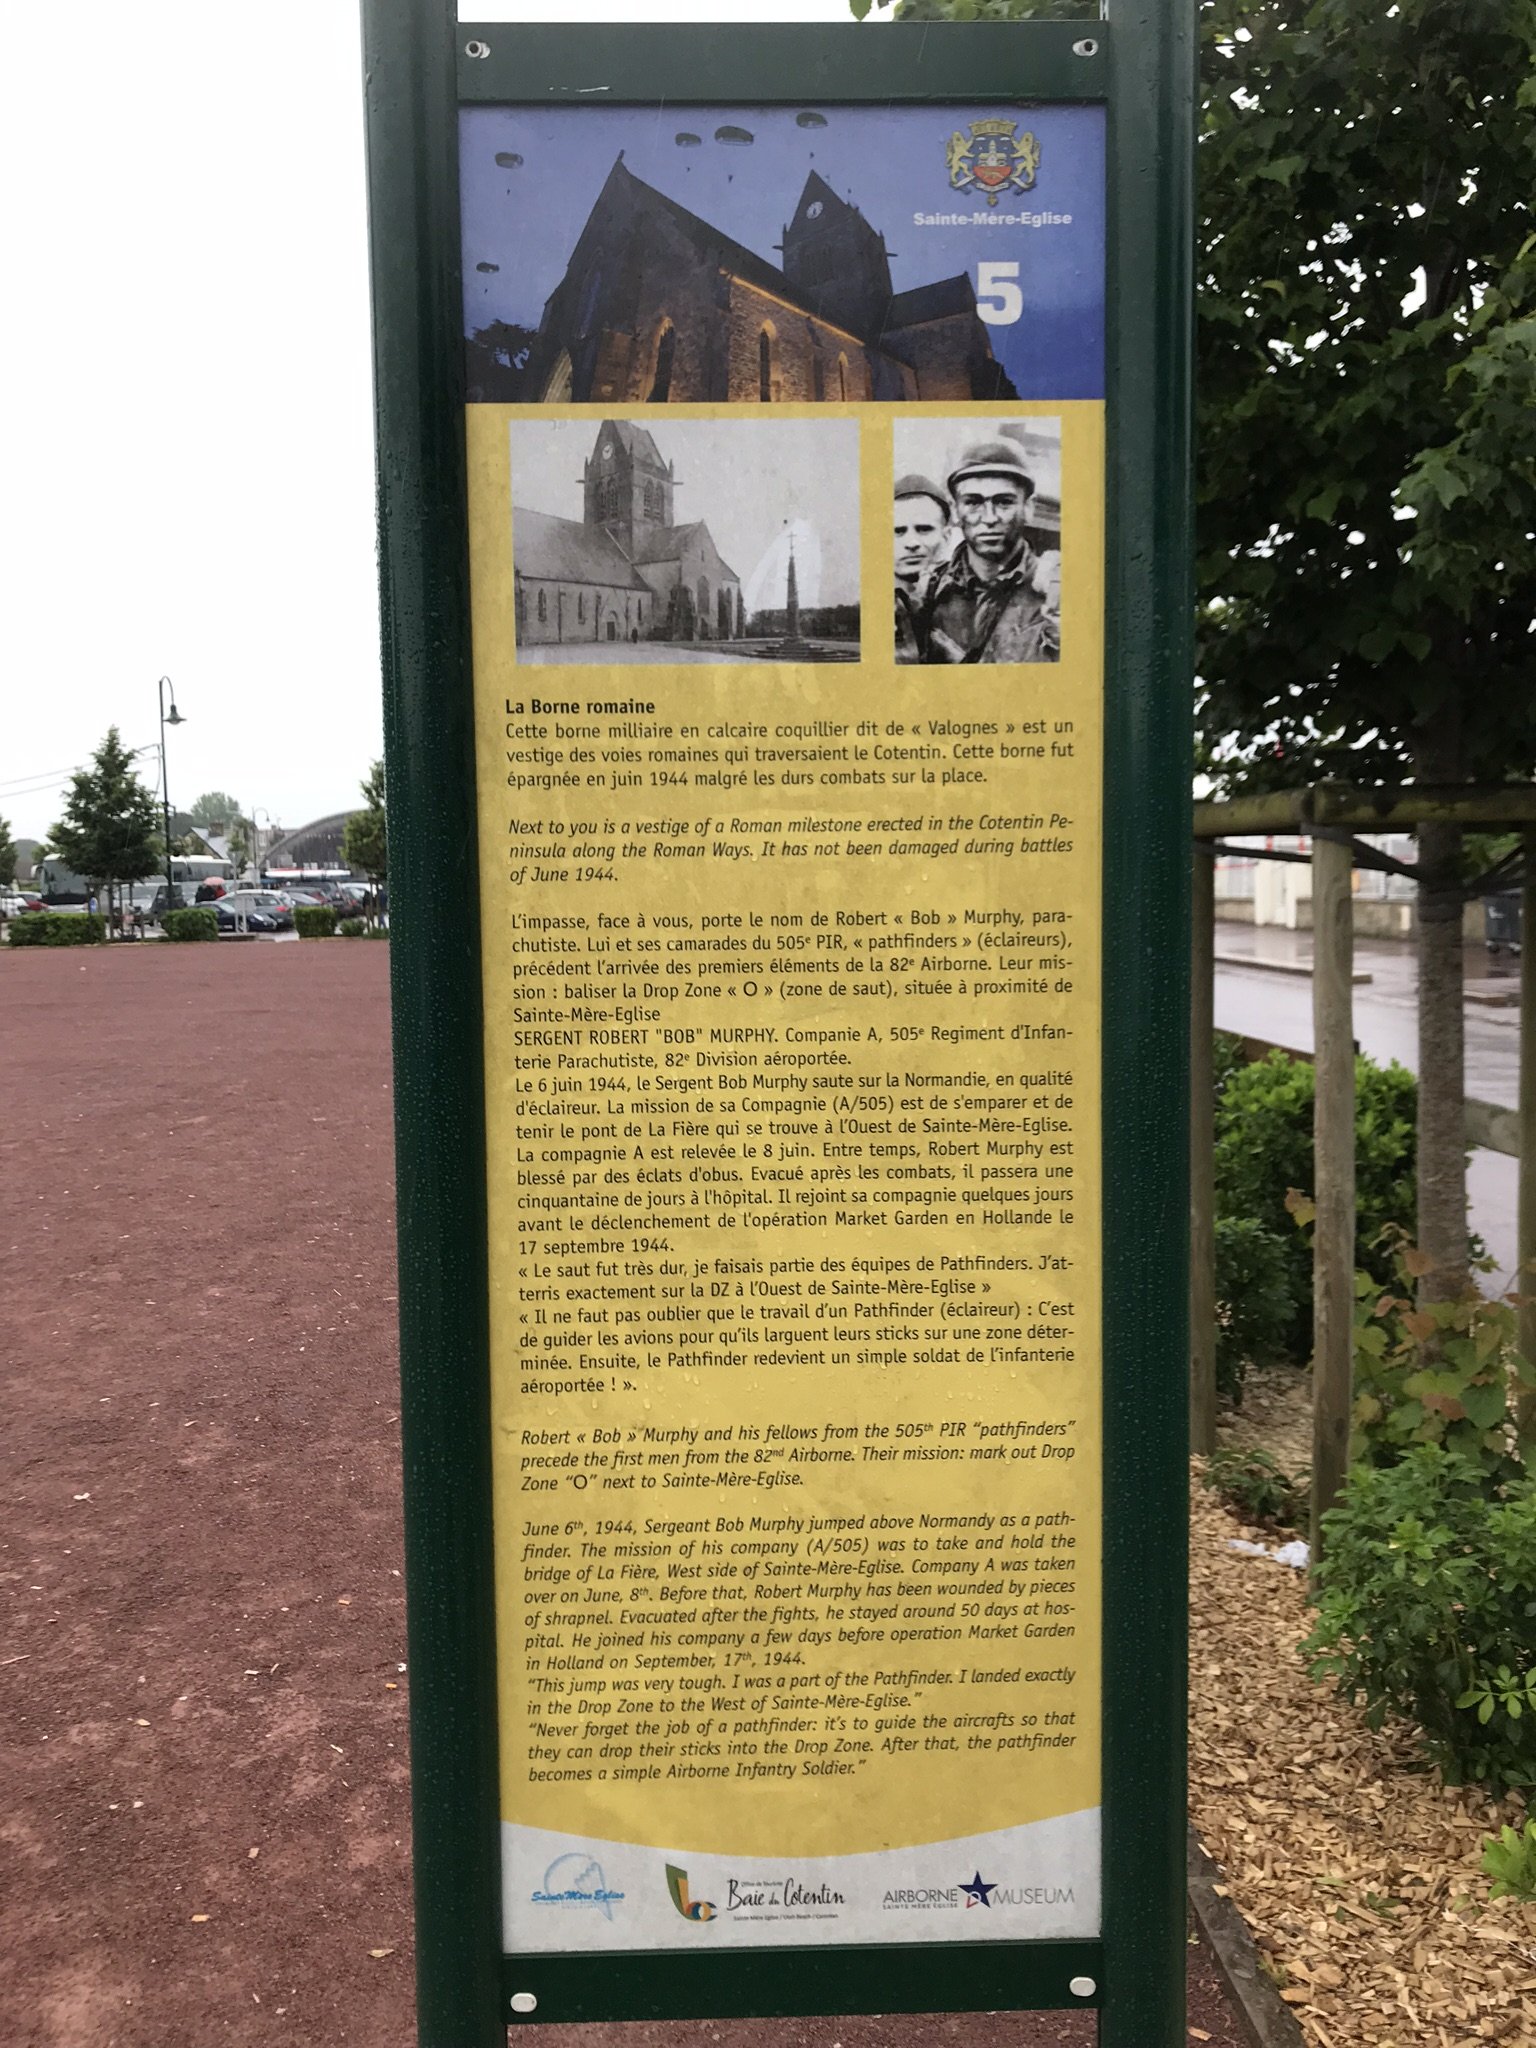 Sainte-Mère-Eglise
5
La Borne romaine
Cette borne milliaire en calcaire coquillier dit de « Valognes » est un
vestige des voies romaines qui traversaient le Cotentin. Cette borne fut
épargnée en juin 1944 malgré les durs combats sur la place.
Next to you is a vestige of a Roman milestone erected in the Cotentin Pe-
ninsula along the Roman Ways. It has not been damaged during battles
of June 1944.
L'impasse, face à vous, porte le nom de Robert « Bob » Murphy, para-
chutiste. Lui et ses camarades du 505e PIR, « pathfinders » (éclaireurs),
précédent l'arrivée des premiers éléments de la 82e Airborne. Leur mis-
sion : baliser la Drop Zone « O » (zone de saut), située à proximité de
Sainte-Mère-Eglise
SERGENT ROBERT "BOB" MURPHY. Companie A, 505e Regiment d'Infan-
terie Parachutiste, 82e Division aéroportée.
Le 6 juin 1944, le Sergent Bob Murphy saute sur la Normandie, en qualité
d'éclaireur. La mission de sa Compagnie (A/505) est de s'emparer et de
tenir le pont de La Fière qui se trouve à l'Ouest de Sainte-Mère-Eglise.
La compagnie A est relevée le 8 juin. Entre temps, Robert Murphy est
blessé par des éclats d'obus. Evacué après les combats, il passera une
cinquantaine de jours à l'hôpital. Il rejoint sa compagnie quelques jours
avant le déclenchement de l'opération Market Garden en Hollande le
17 septembre 1944.
« Le saut fut très dur, je faisais partie des équipes de Pathfinders. J'at-
terris exactement sur la DZ à l'Ouest de Sainte-Mère-Eglise »
« Il ne faut pas oublier que le travail d'un Pathfinder (éclaireur) : C'est
de guider les avions pour qu'ils larguent leurs sticks sur une zone déter-
minée. Ensuite, le Pathfinder redevient un simple soldat de l'infanterie
aéroportée ! ».
Robert « Bob » Murphy and his fellows from the 505th PIR "pathfinders"
precede the first men from the 82nd Airborne. Their mission: mark out Drop
Zone "O" next to Sainte-Mère-Eglise.
June 6th, 1944, Sergeant Bob Murphy jumped above Normandy as a path-
finder. The mission of his company (A/505) was to take and hold the
bridge of La Fière, West side of Sainte-Mère-Eglise. Company A was taken
over on June, 8th. Before that, Robert Murphy has been wounded by pieces
of shrapnel. Evacuated after the fights, he stayed around 50 days at hos-
pital. He joined his company a few days before operation Market Garden
in Holland on September, 17th, 1944.
"This jump was very tough. I was a part of the Pathfinder. I landed exactly
in the Drop Zone to the West of Sainte-Mère-Eglise."
"Never forget the job of a pathfinder: it's to guide the aircrafts so that
they can drop their sticks into the Drop Zone. After that, the pathfinder
becomes a simple Airborne Infantry Soldier."
Sainte Mère Eglise
Office de Tourisme
Baie du Cotentin
Sainte Mère Eglise / Utah Beach / Carentan
AIRBORNE MUSEUM
SAINTE MÈRE ÉGLISE